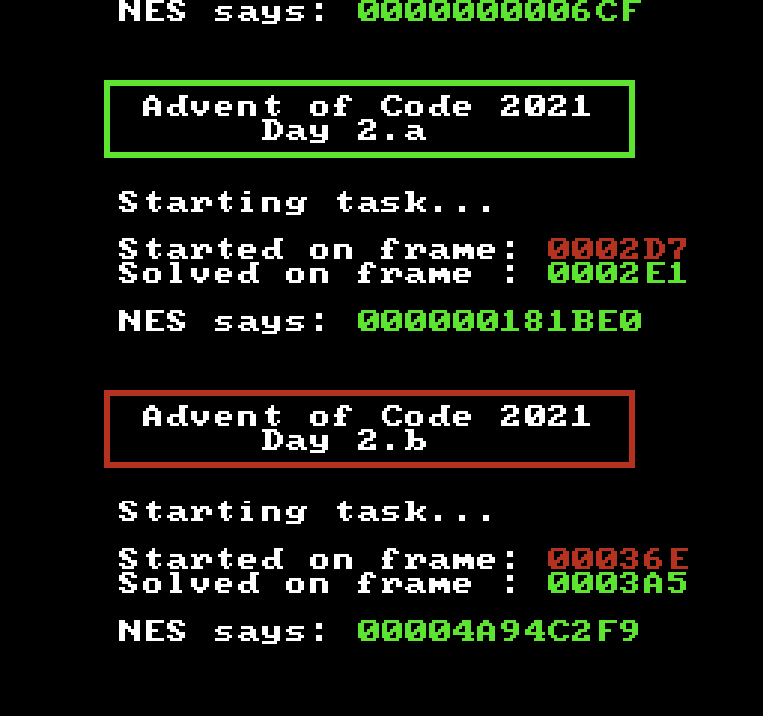 NES says: 0000000006CF
Advent of Code 2021
Day 2.a
Starting task...
Started on frame: 0002D7
Solved on frame : 0002E1
NES says: 000000181BE0
Advent of Code 2021
Day 2.b
Starting task...
Started on frame: 00036E
Solved on frame : 0003A5
NES says: 00004A94C2F9